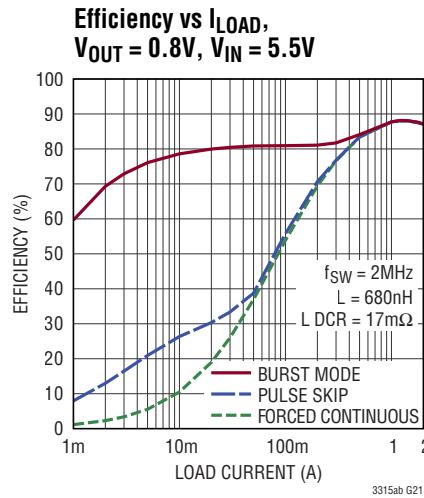 Efficiency vs ILOAD,
VOUT = 0.8V, VIN = 5.5V
100
90
80
70
60
50
40
30
20
10
0
EFFICIENCY (%)
fSW = 2MHz
L = 680nH
L DCR = 17mΩ
BURST MODE
PULSE SKIP
FORCED CONTINUOUS
1m 10m 100m 1 2
LOAD CURRENT (A)
3315ab G21